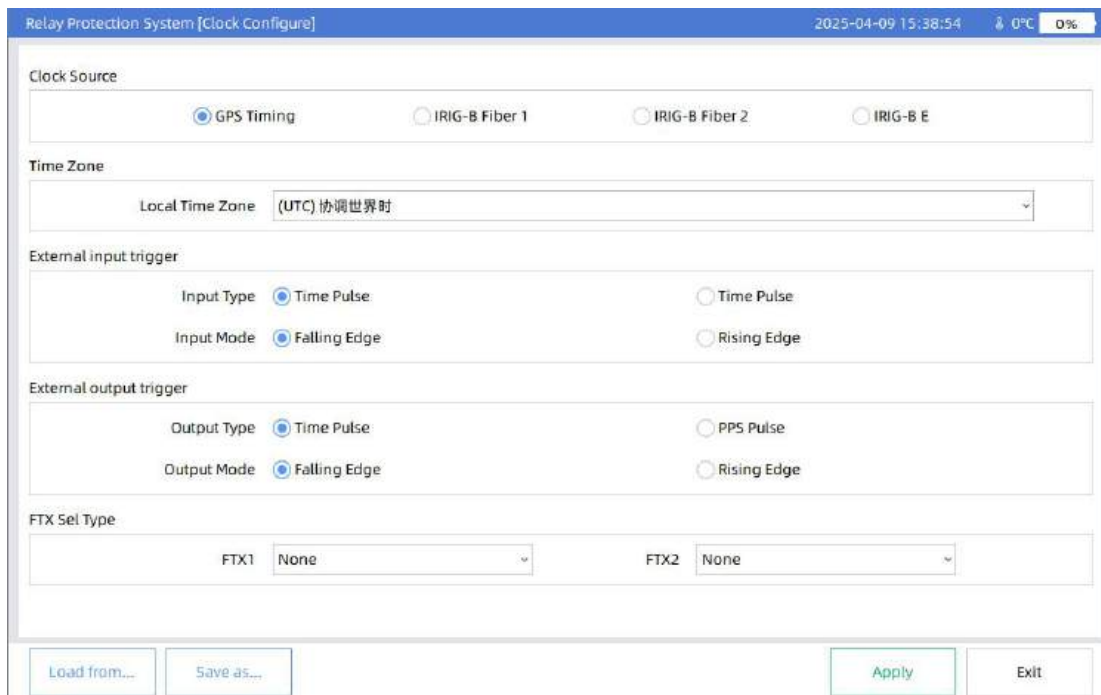 Relay Protection System [Clock Configure] 2025-04-09 15:38:54 0℃ 0%
Clock Source
GPS Timing IRIG-B Fiber 1 IRIG-B Fiber 2 IRIG-B E
Time Zone
Local Time Zone (UTC) 协调世界时
External input trigger
Input Type Time Pulse Time Pulse
Input Mode Falling Edge Rising Edge
External output trigger
Output Type Time Pulse PPS Pulse
Output Mode Falling Edge Rising Edge
FTX Sel Type
FTX1 None FTX2 None
Load from... Save as... Apply Exit